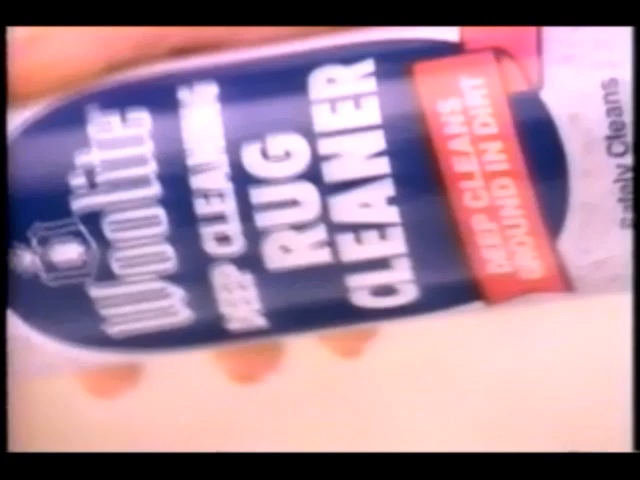 Woolite
DEEP CLEANING
RUG
CLEANER
DEEP CLEANS
GROUND IN DIRT
Safely Cleans